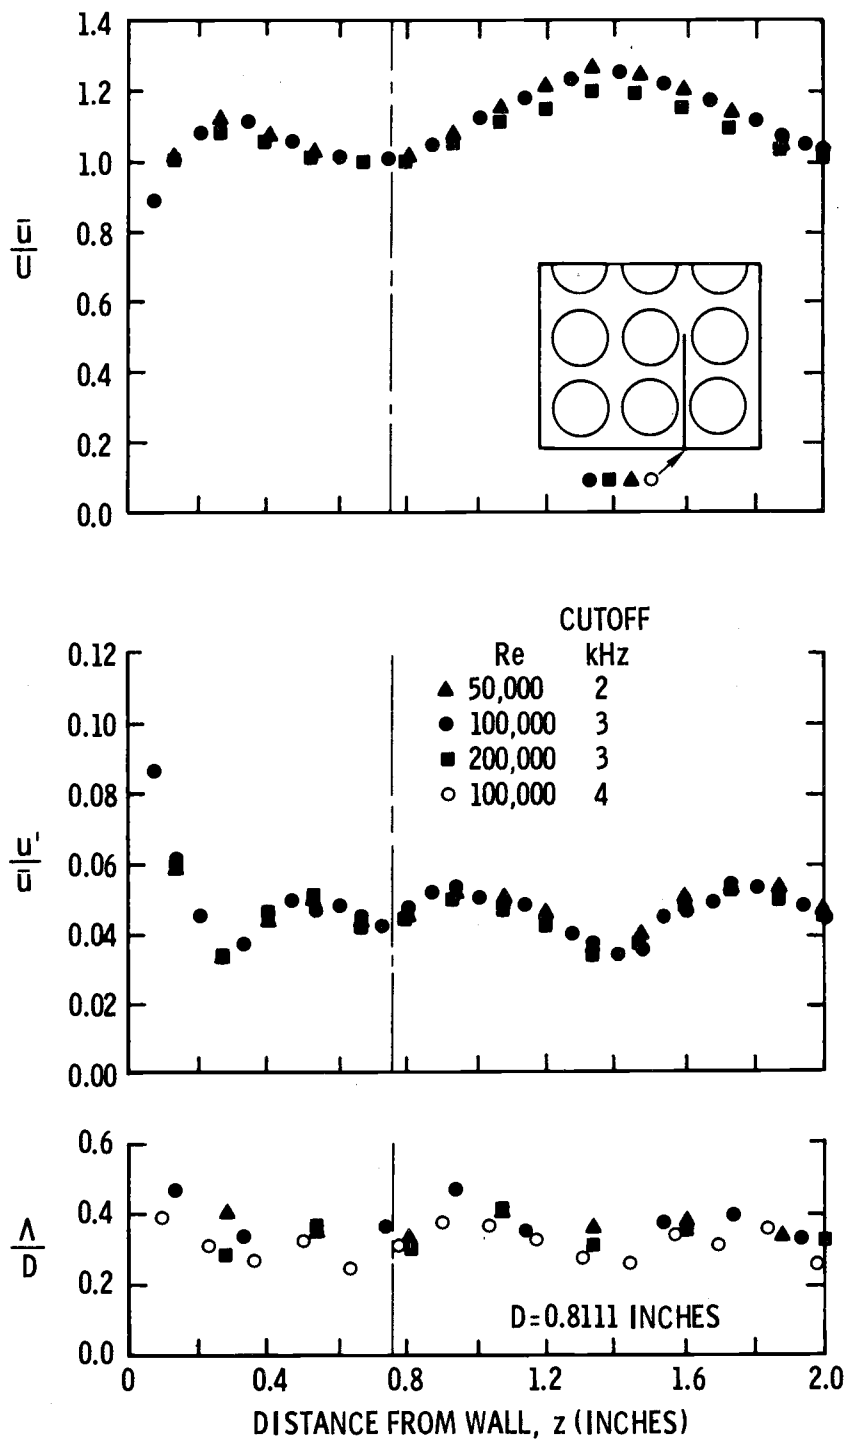 1.4
1.2
1.0
0.8
0.6
0.4
0.2
0.0
ū
U
CUTOFF
Re kHz
▲ 50,000 2
● 100,000 3
■ 200,000 3
○ 100,000 4
0.12
0.10
0.08
0.06
0.04
0.02
0.00
u'
ū
0.6
0.4
0.2
0.0
Λ
D
D=0.8111 INCHES
0 0.4 0.8 1.2 1.6 2.0
DISTANCE FROM WALL, z (INCHES)